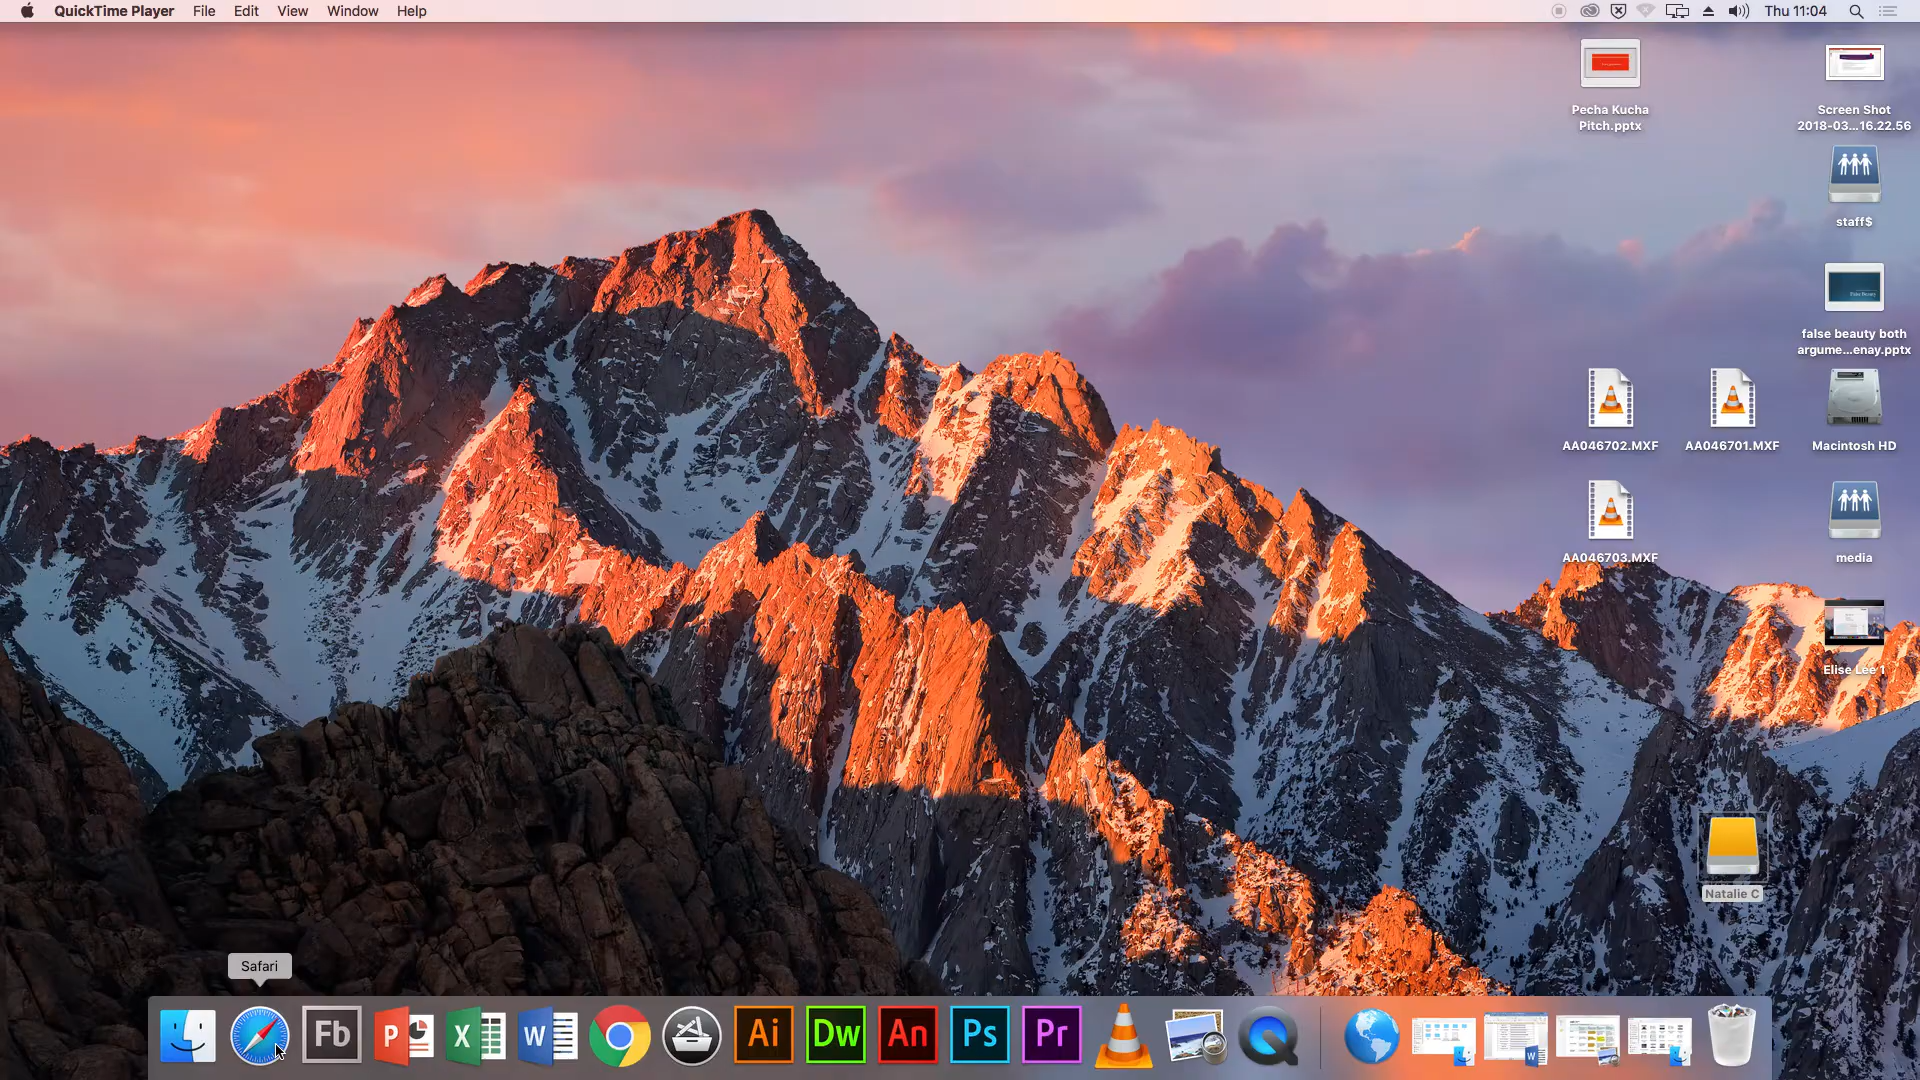 QuickTime Player File Edit View Window Help Thu 11:04
Pecha Kucha
Pitch.pptx
Screen Shot
2018-03...16.22.56
staff$
false beauty both
argume...enay.pptx
AA046702.MXF
AA046701.MXF
Macintosh HD
AA046703.MXF
media
Elise Lee 1
Natalie C
Safari
Fb
P
X
W
Ai
Dw
An
Ps
Pr